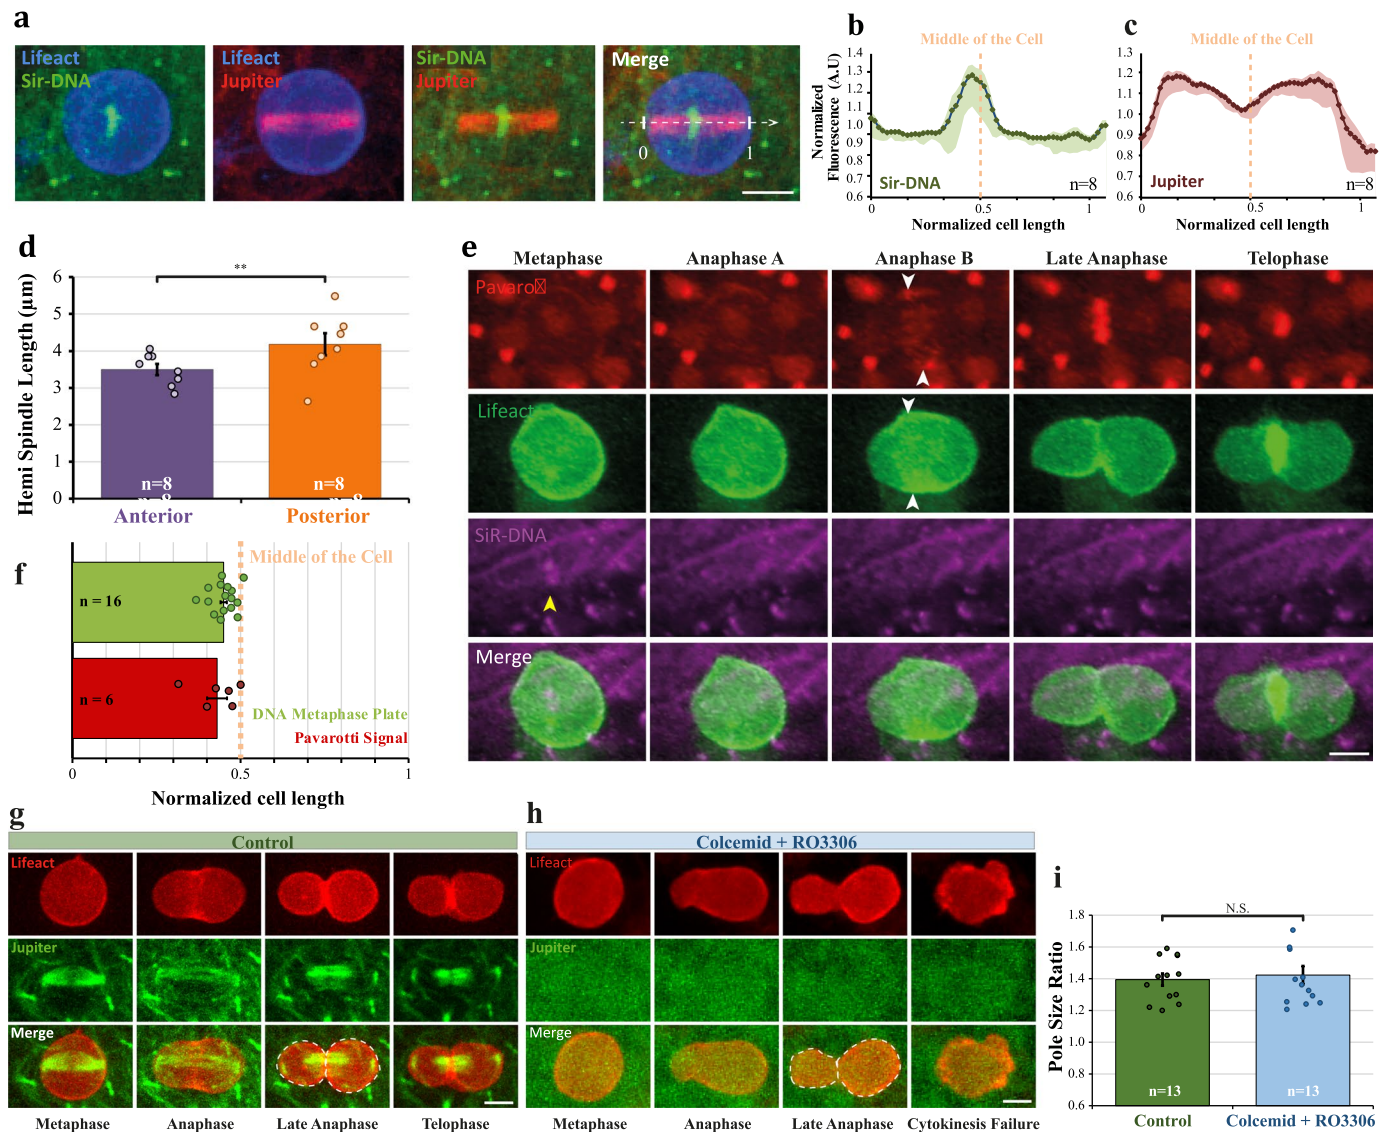 a
Lifeact
Sir-DNA
Lifeact
Jupiter
Sir-DNA
Jupiter
Merge
0
1
b
Middle of the Cell
Normalized
Fluorescence (A.U)
1.4
1.3
1.2
1.1
1.0
0.9
0.8
0.7
0.6
Sir-DNA
n=8
0
0.5
1
Normalized cell length
c
Middle of the Cell
1.3
1.2
1.1
1.0
0.9
0.8
0.7
0.6
Jupiter
n=8
0
0.5
1
Normalized cell length
d
Hemi Spindle Length (μm)
6
5
4
3
2
1
0
**
n=8
n=8
n=8
n=8
Anterior
Posterior
e
Metaphase
Anaphase A
Anaphase B
Late Anaphase
Telophase
Pavaro
Lifeact
SiR-DNA
Merge
f
Middle of the Cell
n = 16
n = 6
DNA Metaphase Plate
Pavarotti Signal
0
0.5
1
Normalized cell length
g
Control
Lifeact
Jupiter
Merge
Metaphase
Anaphase
Late Anaphase
Telophase
h
Colcemid + RO3306
Lifeact
Jupiter
Merge
Metaphase
Anaphase
Late Anaphase
Cytokinesis Failure
i
Pole Size Ratio
1.8
1.6
1.4
1.2
1.0
0.8
0.6
N.S.
n=13
n=13
Control
Colcemid + RO3306